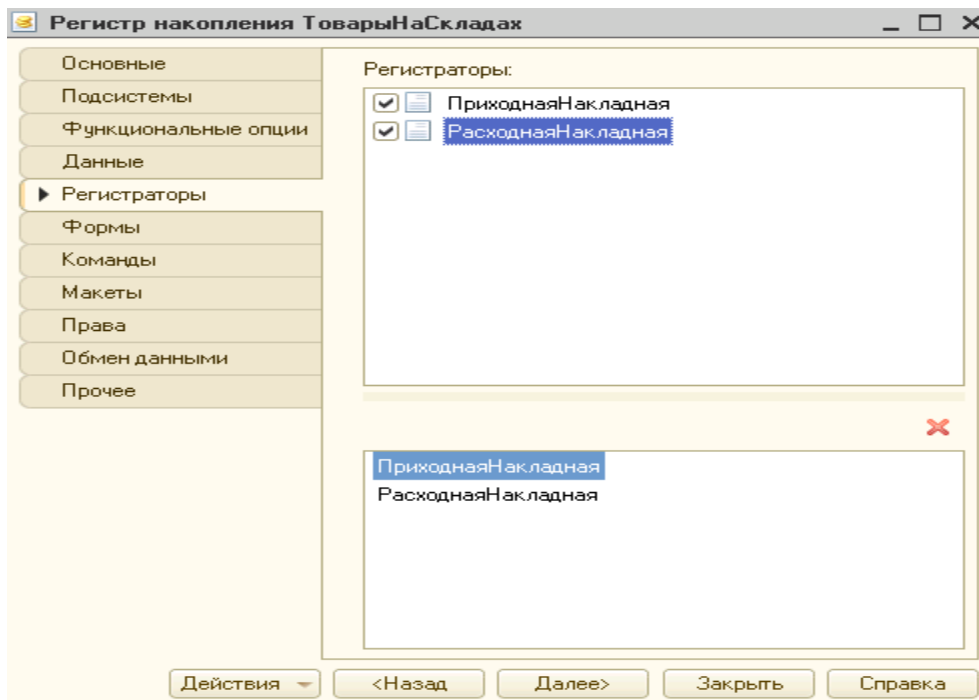 Регистр накопления ТоварыНаСкладах
Основные
Подсистемы
Функциональные опции
Данные
Регистраторы
Формы
Команды
Макеты
Права
Обмен данными
Прочее
Регистраторы:
ПриходнаяНакладная
РасходнаяНакладная
ПриходнаяНакладная
РасходнаяНакладная
Действия
<Назад
Далее>
Закрыть
Справка